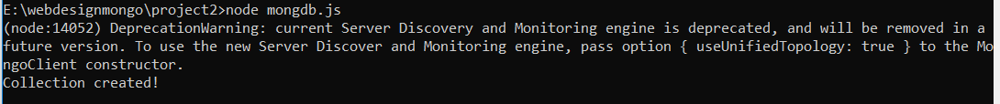 E:\webdesignmongo\project2>node mongdb.js
(node:14052) DeprecationWarning: current Server Discovery and Monitoring engine is deprecated, and will be removed in a
future version. To use the new Server Discover and Monitoring engine, pass option { useUnifiedTopology: true } to the Mo
ngoClient constructor.
Collection created!